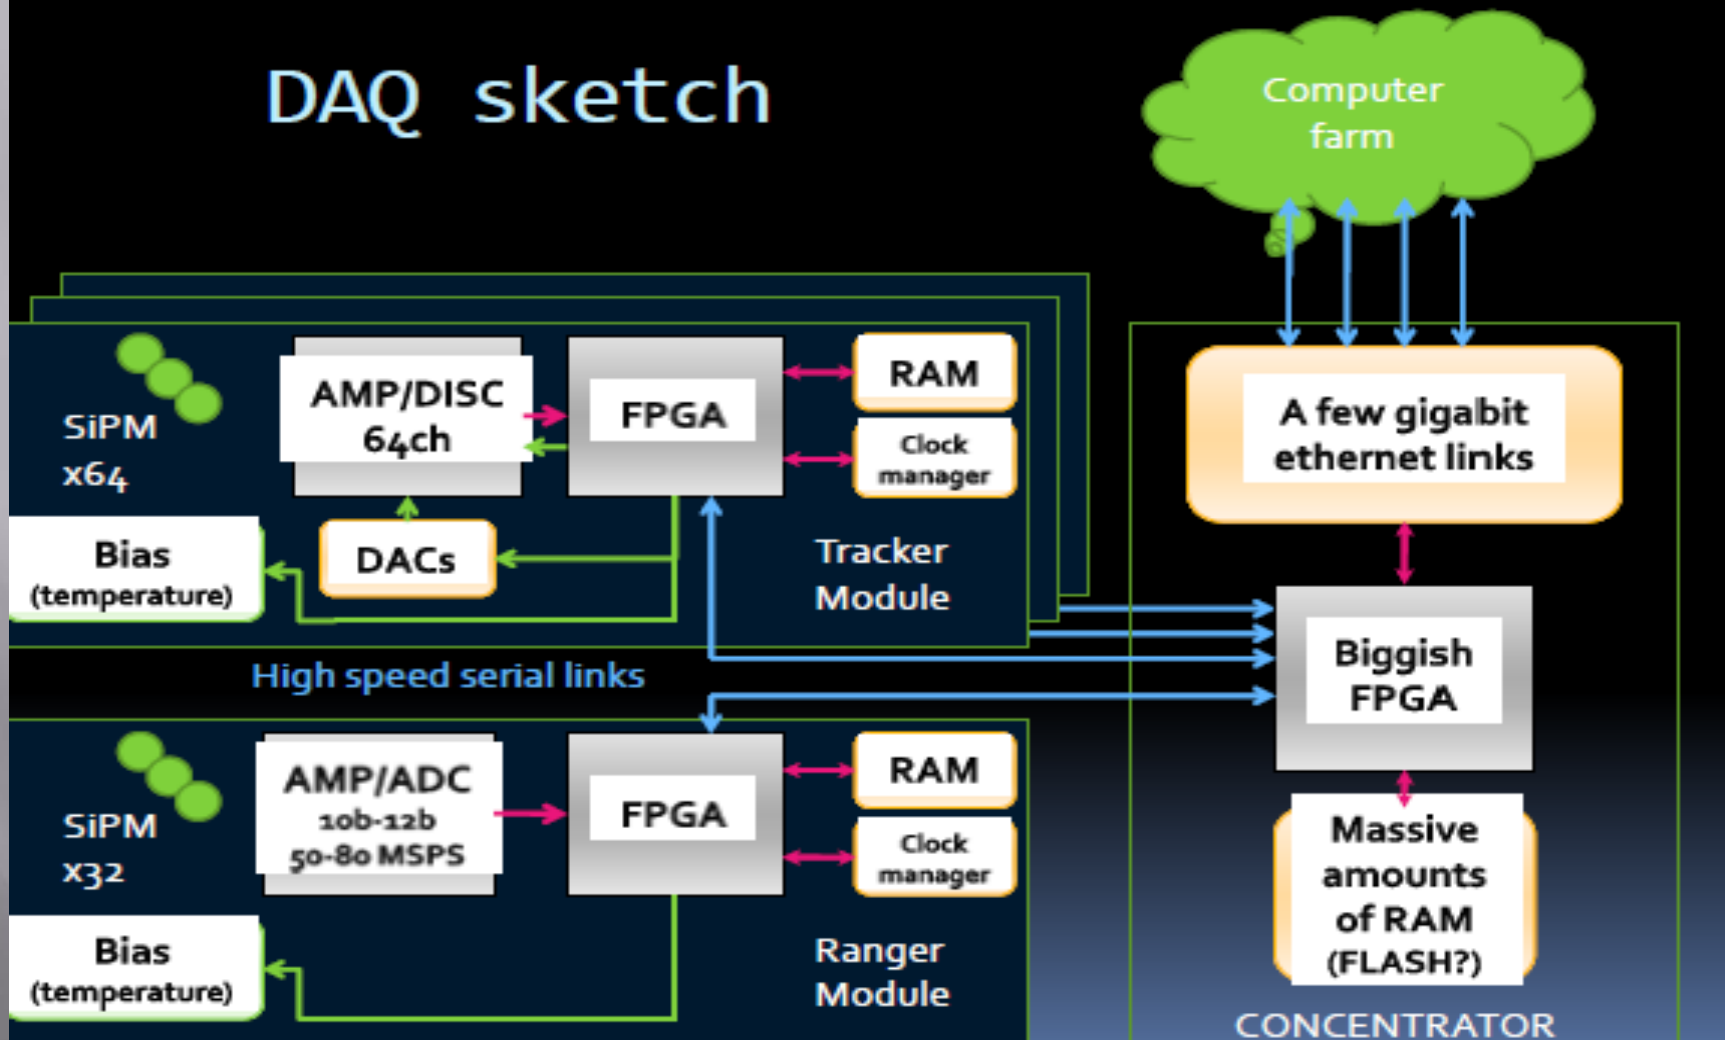 DAQ sketch
Computer
farm
SiPM
x64
AMP/DISC
64ch
FPGA
RAM
Clock
manager
Bias
(temperature)
DACs
Tracker
Module
High speed serial links
SiPM
x32
AMP/ADC
10b-12b
50-80 MSPS
FPGA
RAM
Clock
manager
Bias
(temperature)
Ranger
Module
A few gigabit
ethernet links
Biggish
FPGA
Massive
amounts
of RAM
(FLASH?)
CONCENTRATOR